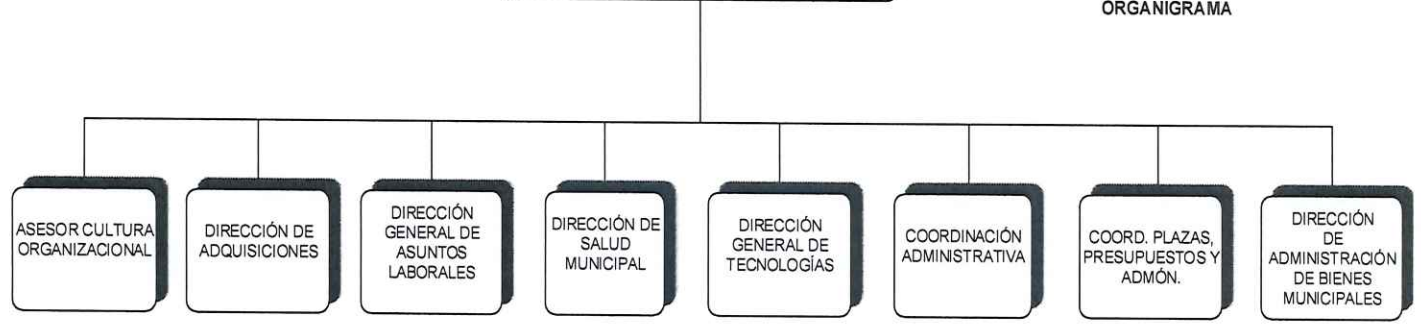 ORGANIGRAMA
ASESOR CULTURA
ORGANIZACIONAL
DIRECCIÓN DE
ADQUISICIONES
DIRECCIÓN
GENERAL DE
ASUNTOS
LABORALES
DIRECCIÓN DE
SALUD
MUNICIPAL
DIRECCIÓN
GENERAL DE
TECNOLOGÍAS
COORDINACIÓN
ADMINISTRATIVA
COORD. PLAZAS,
PRESUPUESTOS Y
ADMÓN.
DIRECCIÓN
DE
ADMINISTRACIÓN
DE BIENES
MUNICIPALES